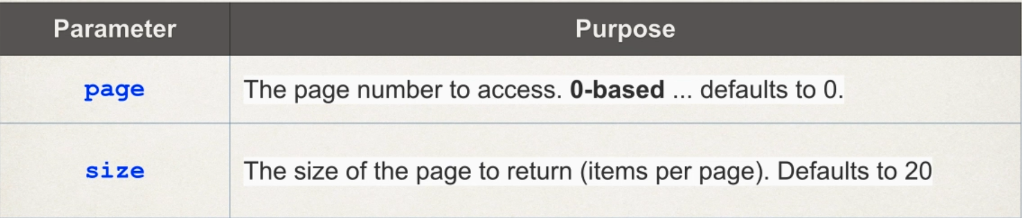 Parameter Purpose
page The page number to access. 0-based ... defaults to 0.
size The size of the page to return (items per page). Defaults to 20